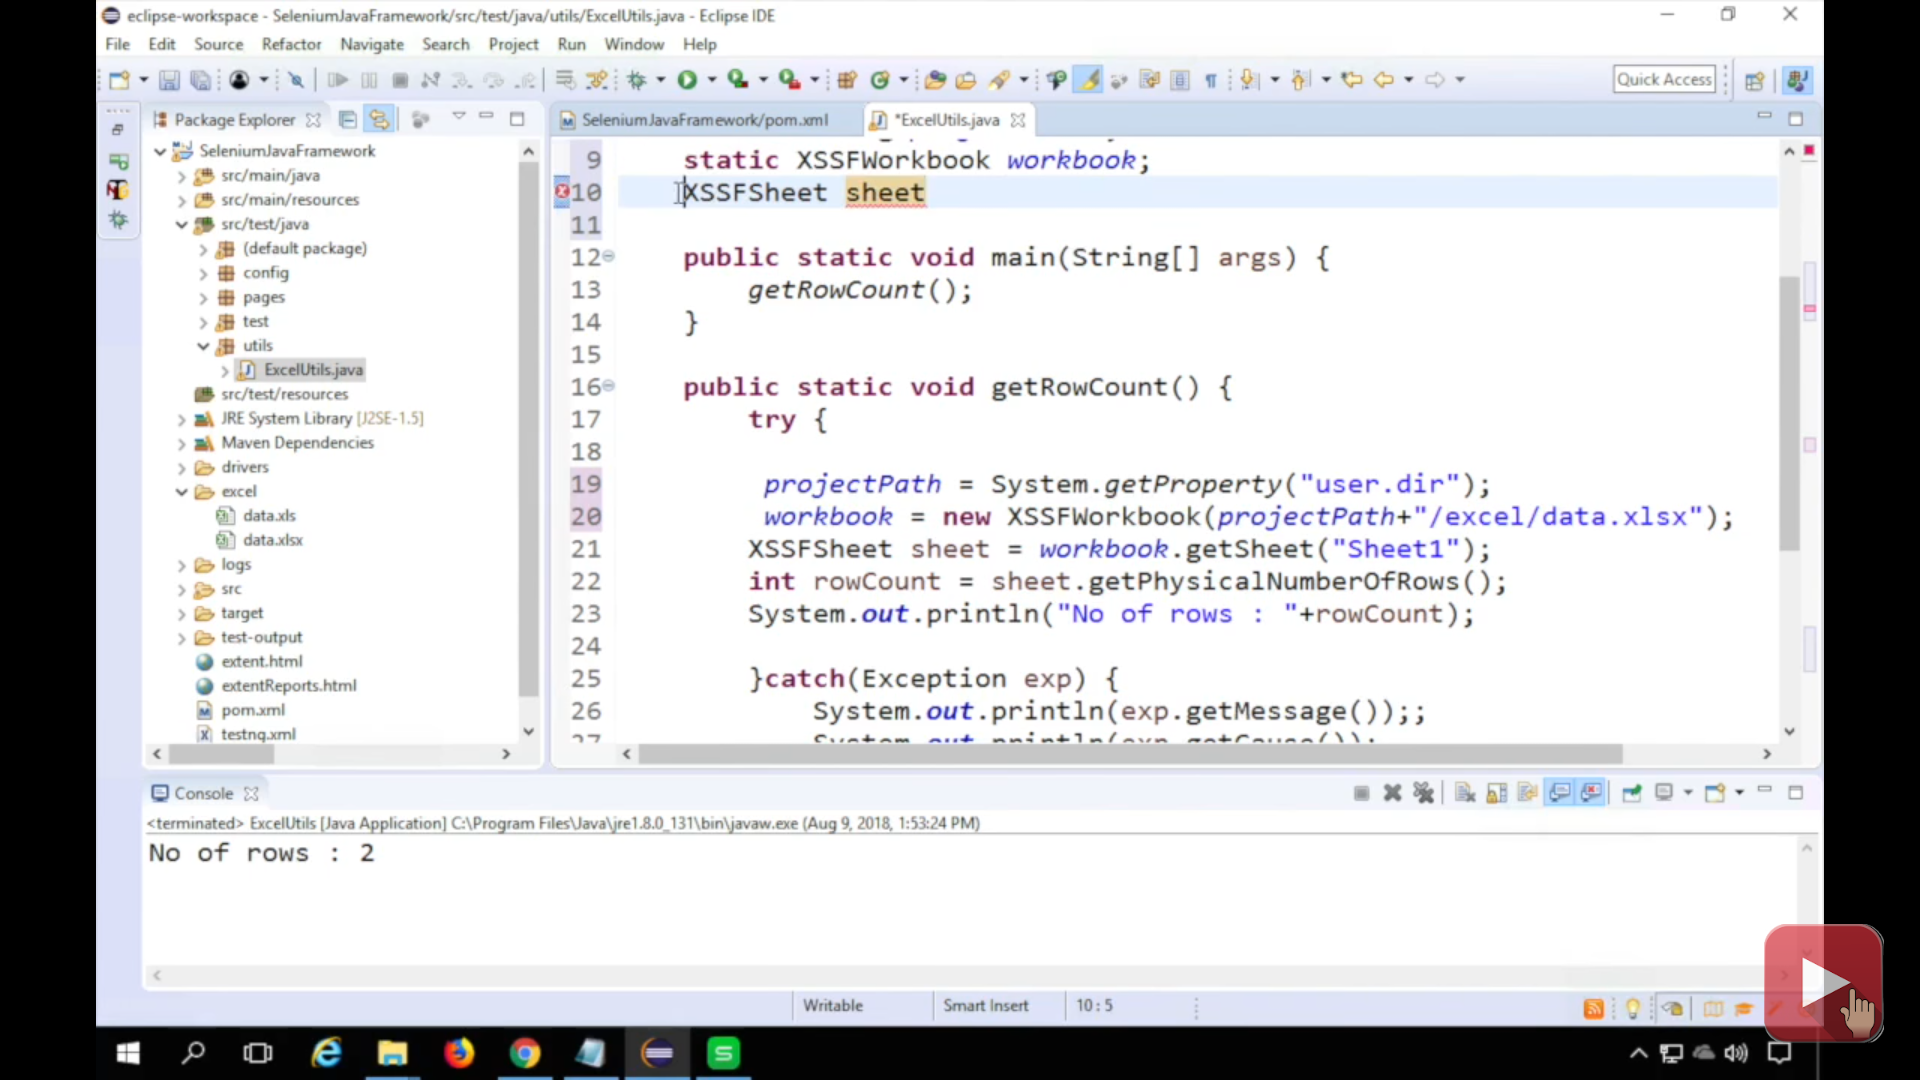 eclipse-workspace - SeleniumJavaFramework/src/test/java/utils/ExcelUtils.java - Eclipse IDE
File Edit Source Refactor Navigate Search Project Run Window Help
Quick Access
Package Explorer
SeleniumJavaFramework/pom.xml
*ExcelUtils.java
SeleniumJavaFramework
src/main/java
src/main/resources
src/test/java
(default package)
config
pages
test
utils
ExcelUtils.java
src/test/resources
JRE System Library [J2SE-1.5]
Maven Dependencies
drivers
excel
data.xls
data.xlsx
logs
src
target
test-output
extent.html
extentReports.html
pom.xml
testng.xml
9 static XSSFWorkbook workbook;
10 XSSFSheet sheet
11
12 public static void main(String[] args) {
13 getRowCount();
14 }
15
16 public static void getRowCount() {
17 try {
18
19 projectPath = System.getProperty("user.dir");
20 workbook = new XSSFWorkbook(projectPath+"/excel/data.xlsx");
21 XSSFSheet sheet = workbook.getSheet("Sheet1");
22 int rowCount = sheet.getPhysicalNumberOfRows();
23 System.out.println("No of rows : "+rowCount);
24
25 }catch(Exception exp) {
26 System.out.println(exp.getMessage());;
27 System.out.println(exp.getCause());
Console
<terminated> ExcelUtils [Java Application] C:\Program Files\Java\jre1.8.0_131\bin\javaw.exe (Aug 9, 2018, 1:53:24 PM)
No of rows : 2
Writable Smart Insert 10 : 5